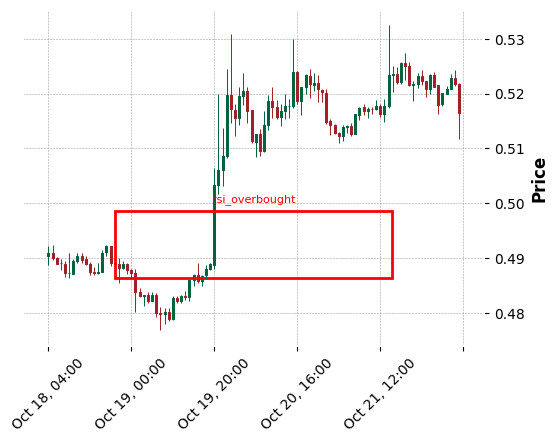 0.53
0.52
0.51
0.50
0.49
0.48
Price
si_overbought
Oct 18, 04:00
Oct 19, 00:00
Oct 19, 20:00
Oct 20, 16:00
Oct 21, 12:00